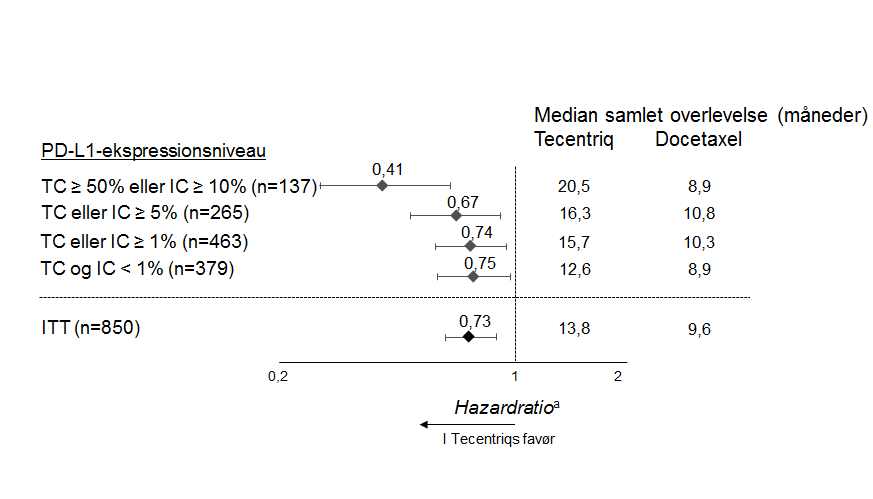 Median samlet overlevelse (måneder)
Tecentriq Docetaxel
PD-L1-ekspressionsniveau
TC ≥ 50% eller IC ≥ 10% (n=137) 0,41 20,5 8,9
TC eller IC ≥ 5% (n=265) 0,67 16,3 10,8
TC eller IC ≥ 1% (n=463) 0,74 15,7 10,3
TC og IC < 1% (n=379) 0,75 12,6 8,9
ITT (n=850) 0,73 13,8 9,6
0,2 1 2
Hazardratioª
I Tecentriqs favør